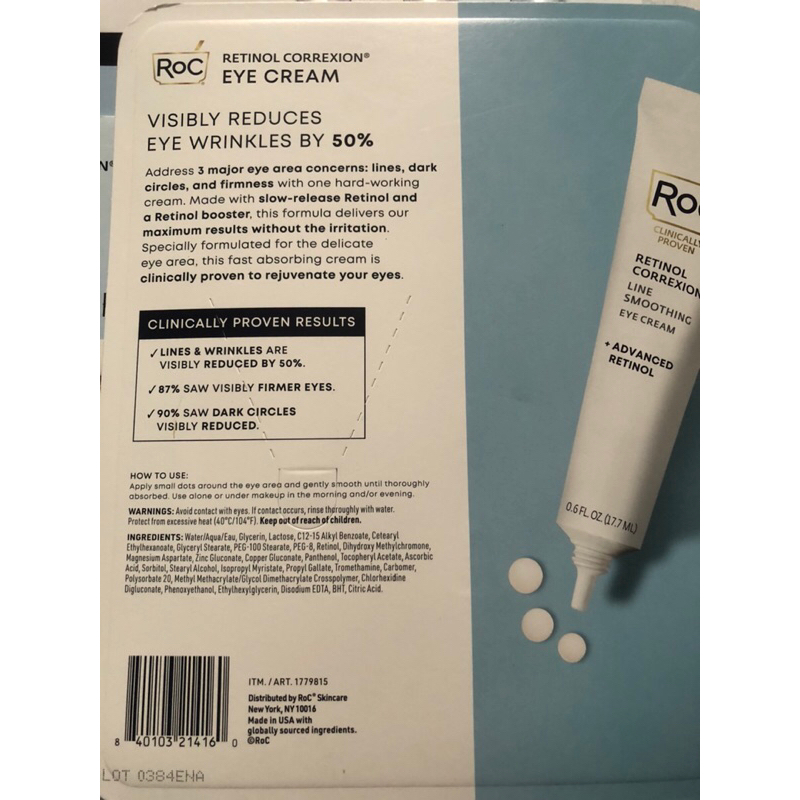 RoC
RETINOL CORREXION®
EYE CREAM
VISIBLY REDUCES
EYE WRINKLES BY 50%
Address 3 major eye area concerns: lines, dark
circles, and firmness with one hard-working
cream. Made with slow-release Retinol and
a Retinol booster, this formula delivers our
maximum results without the irritation.
Specially formulated for the delicate
eye area, this fast absorbing cream is
clinically proven to rejuvenate your eyes.
CLINICALLY PROVEN RESULTS
✓LINES & WRINKLES ARE
VISIBLY REDUCED BY 50%.
✓87% SAW VISIBLY FIRMER EYES.
✓90% SAW DARK CIRCLES
VISIBLY REDUCED.
HOW TO USE:
Apply small dots around the eye area and gently smooth until thoroughly
absorbed. Use alone or under makeup in the morning and/or evening.
WARNINGS: Avoid contact with eyes. If contact occurs, rinse thoroughly with water.
Protect from excessive heat (40°C/104°F). Keep out of reach of children.
INGREDIENTS: Water/Aqua/Eau, Glycerin, Lactose, C12-15 Alkyl Benzoate, Cetearyl
Ethylhexanoate, Glyceryl Stearate, PEG-100 Stearate, PEG-8, Retinol, Dihydroxy Methylchromone,
Magnesium Aspartate, Zinc Gluconate, Copper Gluconate, Panthenol, Tocopheryl Acetate, Ascorbic
Acid, Sorbitol, Stearyl Alcohol, Isopropyl Myristate, Propyl Gallate, Tromethamine, Carbomer,
Polysorbate 20, Methyl Methacrylate/Glycol Dimethacrylate Crosspolymer, Chlorhexidine
Digluconate, Phenoxyethanol, Ethylhexylglycerin, Disodium EDTA, BHT, Citric Acid.
ITM. / ART. 1779815
Distributed by RoC® Skincare
New York, NY 10016
Made in USA with
globally sourced ingredients.
©RoC
8 40103 21416 0
LOT 0384ENA
RoC
CLINICALLY
PROVEN
RETINOL
CORREXION
LINE
SMOOTHING
EYE CREAM
+ ADVANCED
RETINOL
0.6 FL. OZ. (17.7 ML)